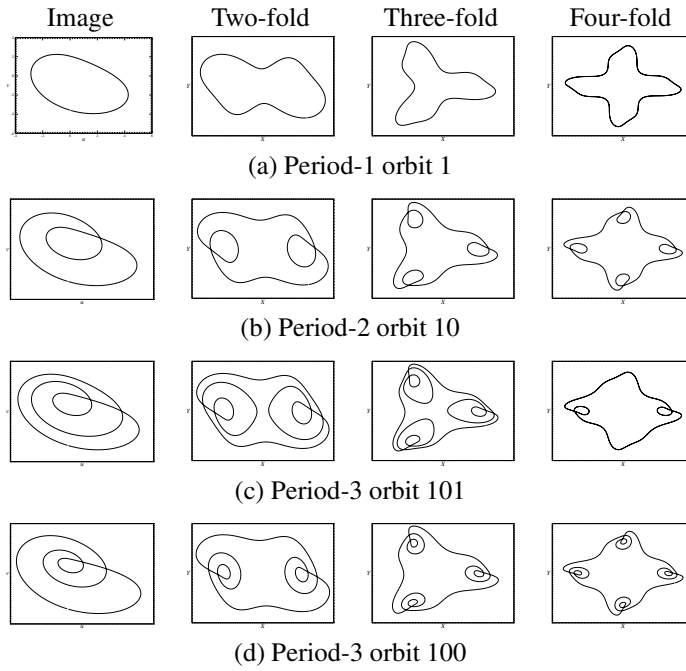 Image Two-fold Three-fold Four-fold
v Y Y Y
u X X X
(a) Period-1 orbit 1
v Y Y Y
u X X X
(b) Period-2 orbit 10
v Y Y Y
u X X X
(c) Period-3 orbit 101
v Y Y Y
u X X X
(d) Period-3 orbit 100